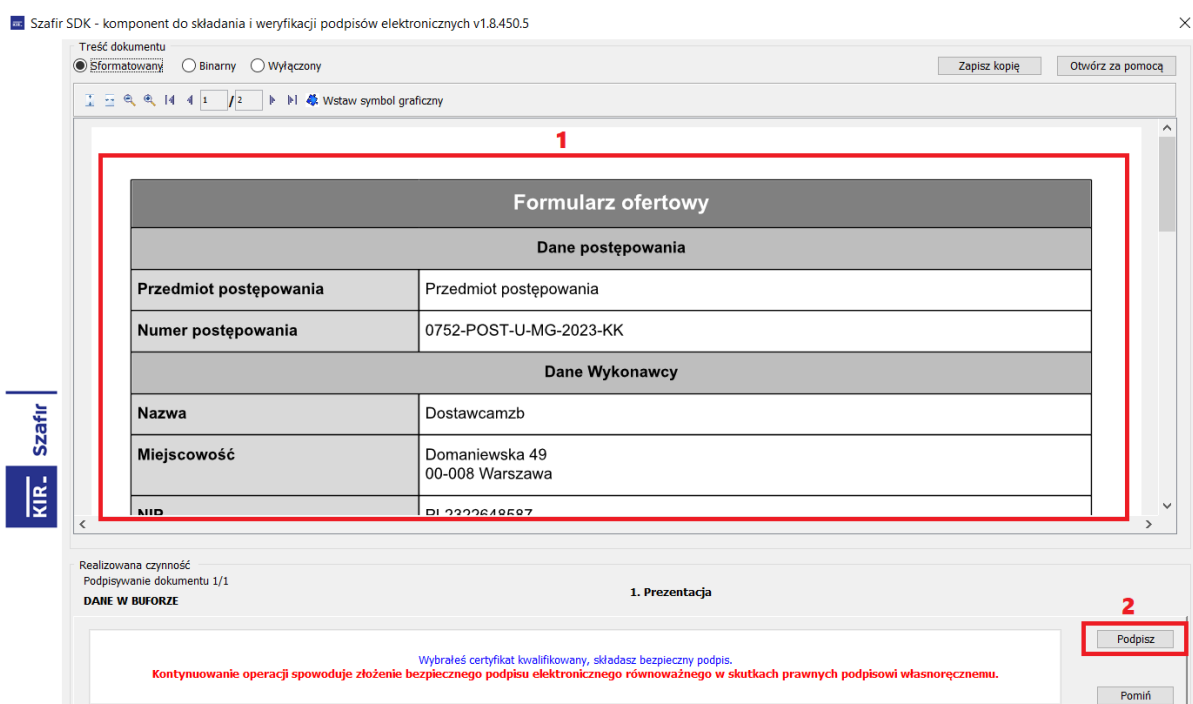 KIR. Szafir SDK - komponent do składania i weryfikacji podpisów elektronicznych v1.8.450.5
Treść dokumentu
Sformatowany Binarny Wyłączony Zapisz kopię Otwórz za pomocą
1 / 2 Wstaw symbol graficzny
1
Formularz ofertowy
Dane postępowania
Przedmiot postępowania Przedmiot postępowania
Numer postępowania 0752-POST-U-MG-2023-KK
Dane Wykonawcy
Nazwa Dostawcamzb
Miejscowość Domaniewska 49
00-008 Warszawa
NIP PL2322648587
Szafir
KIR.
Realizowana czynność
Podpisywanie dokumentu 1/1
DANE W BUFORZE
1. Prezentacja
2
Podpisz
Wybrałeś certyfikat kwalifikowany, składasz bezpieczny podpis.
Kontynuowanie operacji spowoduje złożenie bezpiecznego podpisu elektronicznego równoważnego w skutkach prawnych podpisowi własnoręcznemu.
Pomiń